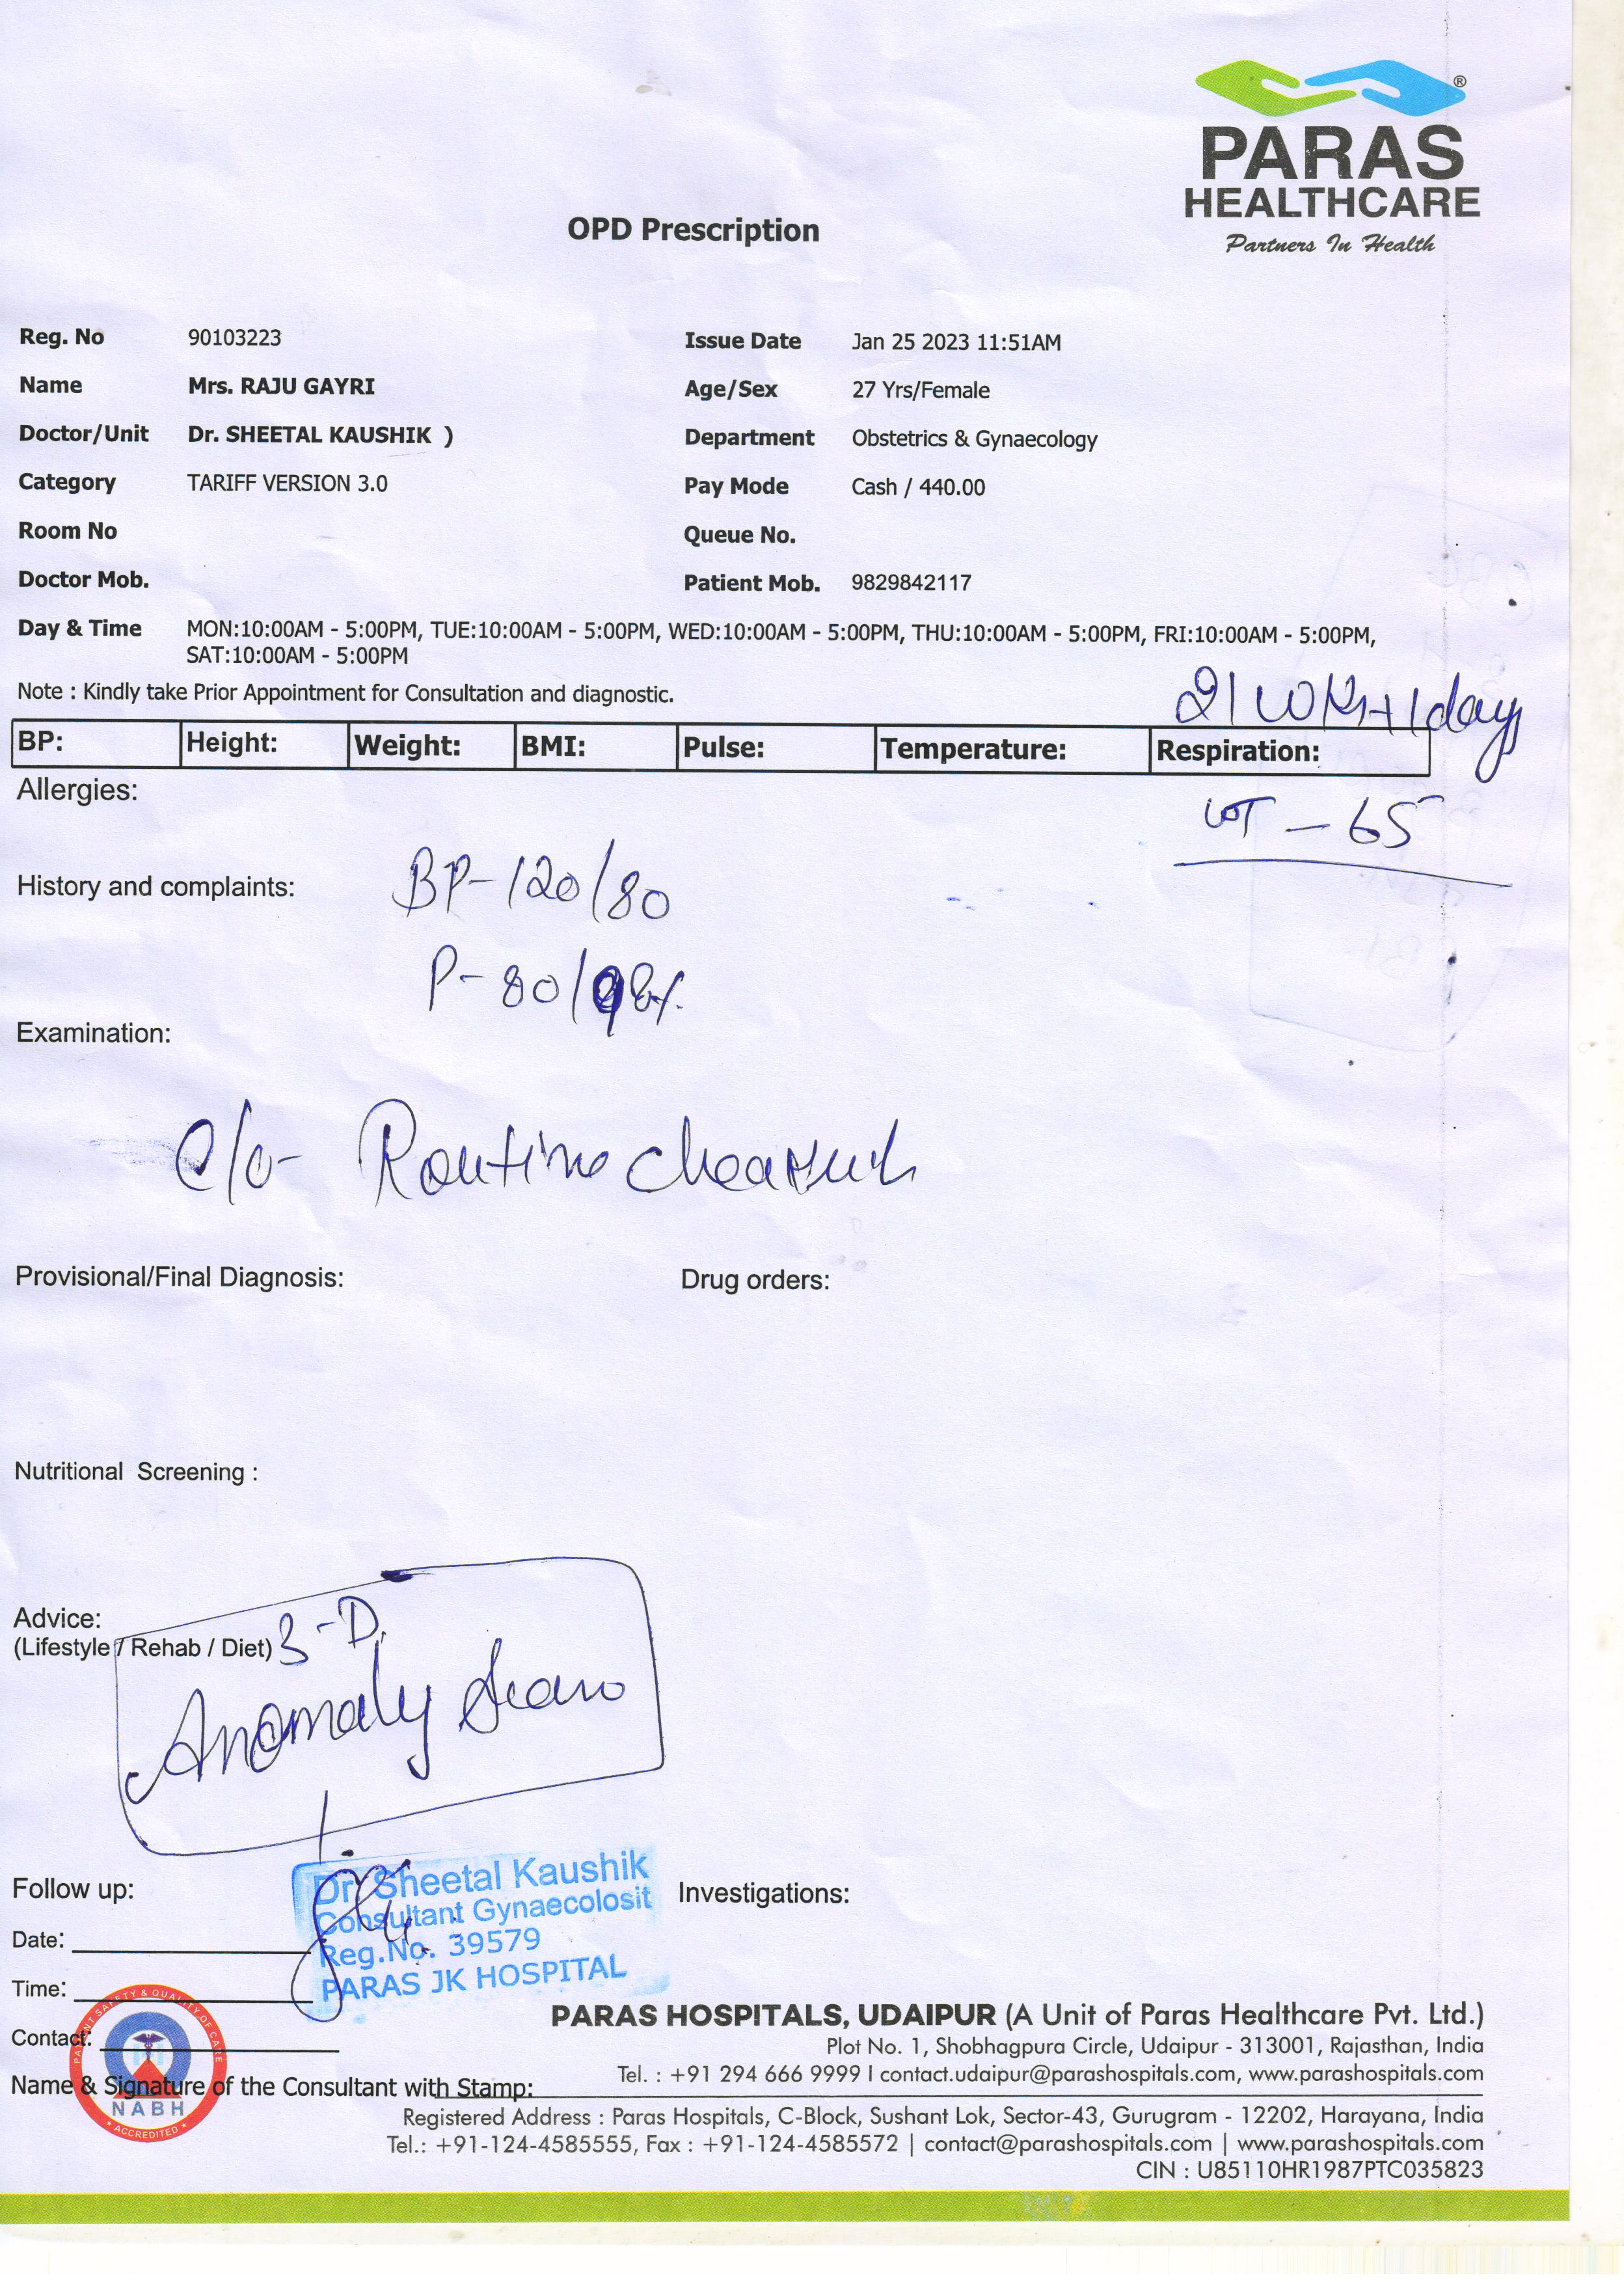 ®
PARAS
HEALTHCARE
Partners In Health
OPD Prescription
Reg. No 90103223 Issue Date Jan 25 2023 11:51AM
Name Mrs. RAJU GAYRI Age/Sex 27 Yrs/Female
Doctor/Unit Dr. SHEETAL KAUSHIK ) Department Obstetrics & Gynaecology
Category TARIFF VERSION 3.0 Pay Mode Cash / 440.00
Room No Queue No.
Doctor Mob. Patient Mob. 9829842117
Day & Time MON:10:00AM - 5:00PM, TUE:10:00AM - 5:00PM, WED:10:00AM - 5:00PM, THU:10:00AM - 5:00PM, FRI:10:00AM - 5:00PM,
SAT:10:00AM - 5:00PM
Note : Kindly take Prior Appointment for Consultation and diagnostic.
21 WK+1day
BP: Height: Weight: BMI: Pulse: Temperature: Respiration:
Allergies:
WT - 65
History and complaints: BP-120/80
P-80/98%
Examination:
C/o- Routine
Provisional/Final Diagnosis: Drug orders:
Nutritional Screening :
Advice:
(Lifestyle / Rehab / Diet) 3-D
Anomaly Scan
Follow up: Investigations:
Dr. Sheetal Kaushik
Consultant Gynaecolosit
Reg.No. 39579
PARAS JK HOSPITAL
Date:
Time:
Contact:
Name & Signature of the Consultant with Stamp:
PATIENT SAFETY & QUALITY OF CARE
NABH
ACCREDITED
PARAS HOSPITALS, UDAIPUR (A Unit of Paras Healthcare Pvt. Ltd.)
Plot No. 1, Shobhagpura Circle, Udaipur - 313001, Rajasthan, India
Tel. : +91 294 666 9999 I contact.udaipur@parashospitals.com, www.parashospitals.com
Registered Address : Paras Hospitals, C-Block, Sushant Lok, Sector-43, Gurugram - 12202, Harayana, India
Tel.: +91-124-4585555, Fax : +91-124-4585572 | contact@parashospitals.com | www.parashospitals.com
CIN : U85110HR1987PTC035823